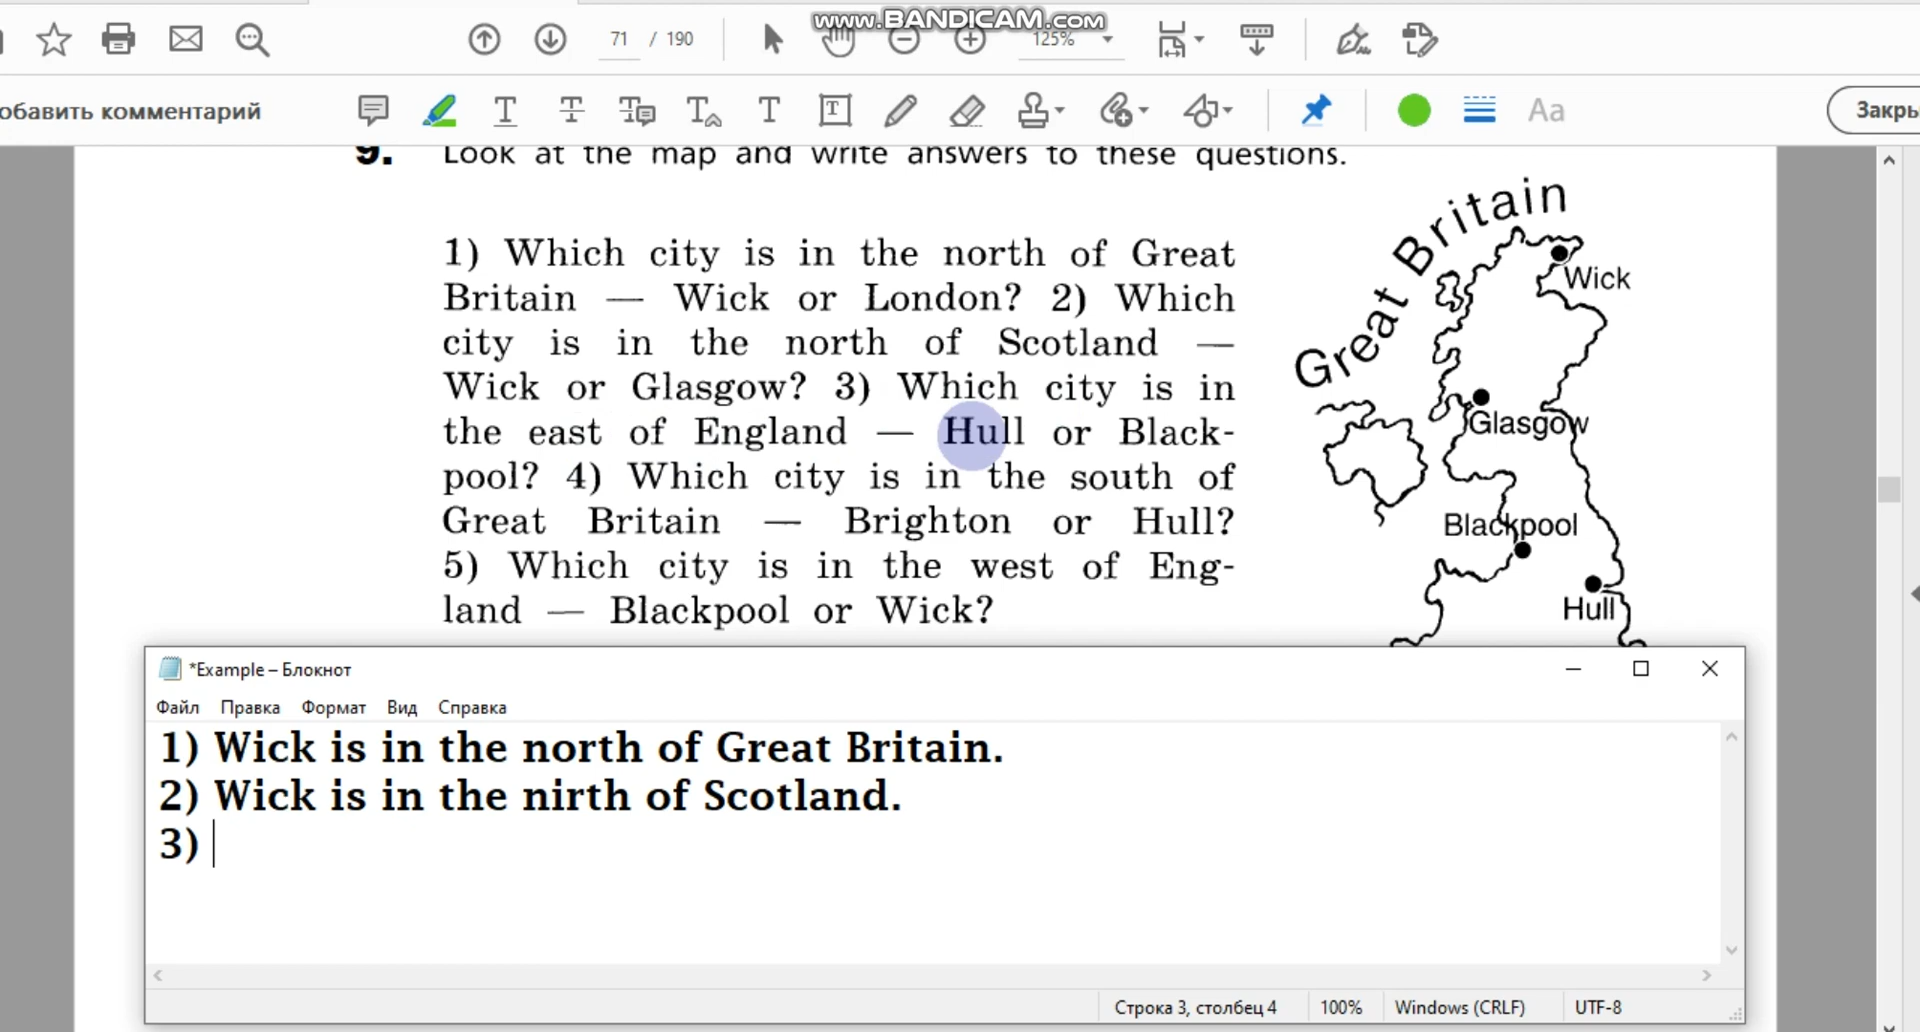 www.BANDICAM.com
71 / 190
125%
обавить комментарий
Aa
Закры
9. Look at the map and write answers to these questions.
1) Which city is in the north of Great
Britain — Wick or London? 2) Which
city is in the north of Scotland —
Wick or Glasgow? 3) Which city is in
the east of England — Hull or Black-
pool? 4) Which city is in the south of
Great Britain — Brighton or Hull?
5) Which city is in the west of Eng-
land — Blackpool or Wick?
Great Britain
Wick
Glasgow
Blackpool
Hull
*Example – Блокнот
Файл Правка Формат Вид Справка
1) Wick is in the north of Great Britain.
2) Wick is in the nirth of Scotland.
3)
Строка 3, столбец 4 100% Windows (CRLF) UTF-8